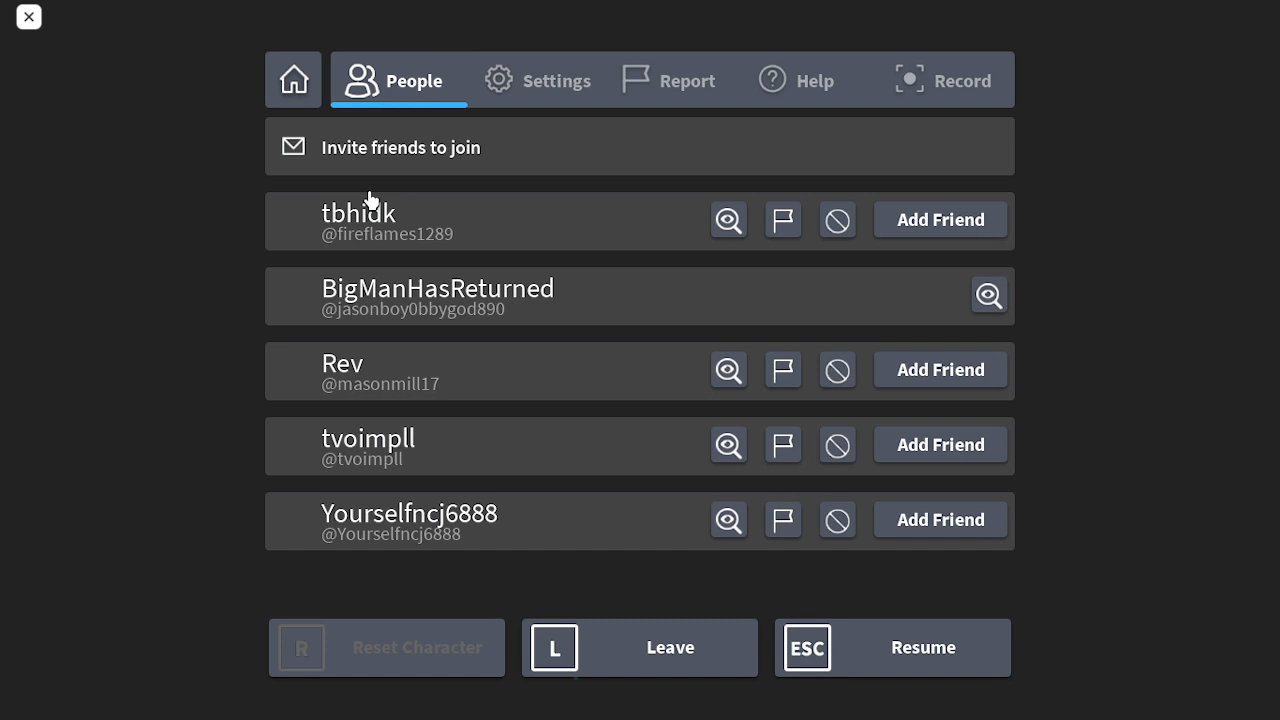 People
Settings
Report
Help
Record
Invite friends to join
tbhidk
@fireflames1289
Add Friend
BigManHasReturned
@jasonboy0bbygod890
Rev
@masonmill17
Add Friend
tvoimpll
@tvoimpll
Add Friend
Yourselfncj6888
@Yourselfncj6888
Add Friend
R Reset Character
L Leave
ESC Resume